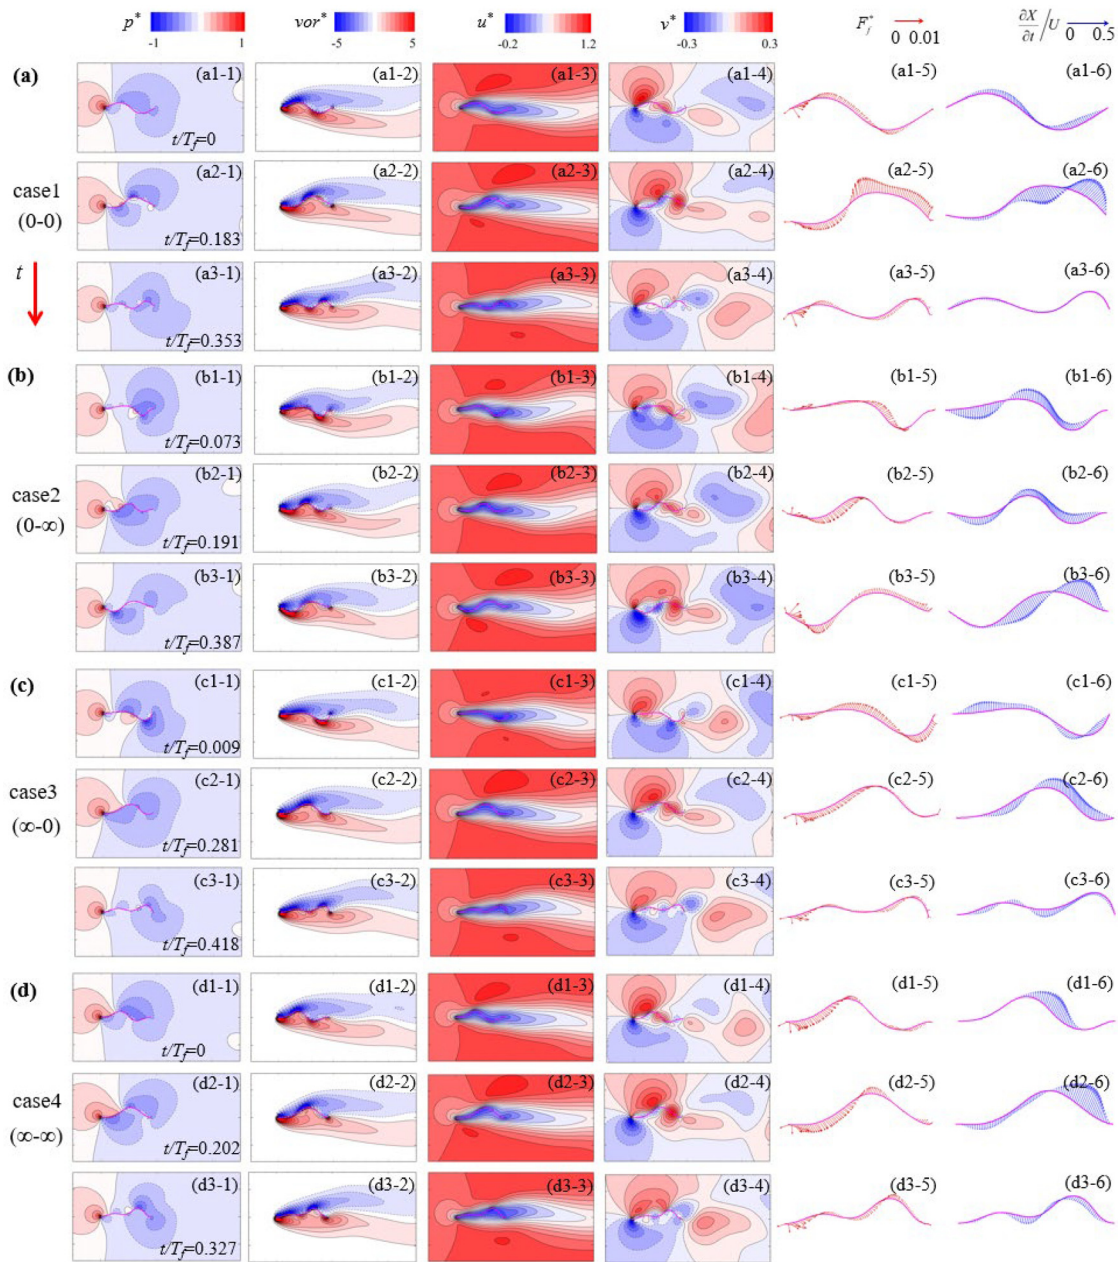 p* vor* u* v* F_f* ∂X/∂t/U
-1 1 -5 5 -0.2 1.2 -0.3 0.3 0 0.01 0 0.5
(a) (a1-1) (a1-2) (a1-3) (a1-4) (a1-5) (a1-6)
t/T_f=0
case1 (a2-1) (a2-2) (a2-3) (a2-4) (a2-5) (a2-6)
(0-0)
t/T_f=0.183
t (a3-1) (a3-2) (a3-3) (a3-4) (a3-5) (a3-6)
t/T_f=0.353
(b) (b1-1) (b1-2) (b1-3) (b1-4) (b1-5) (b1-6)
t/T_f=0.073
case2 (b2-1) (b2-2) (b2-3) (b2-4) (b2-5) (b2-6)
(0-∞)
t/T_f=0.191
(b3-1) (b3-2) (b3-3) (b3-4) (b3-5) (b3-6)
t/T_f=0.387
(c) (c1-1) (c1-2) (c1-3) (c1-4) (c1-5) (c1-6)
t/T_f=0.009
case3 (c2-1) (c2-2) (c2-3) (c2-4) (c2-5) (c2-6)
(∞-0)
t/T_f=0.281
(c3-1) (c3-2) (c3-3) (c3-4) (c3-5) (c3-6)
t/T_f=0.418
(d) (d1-1) (d1-2) (d1-3) (d1-4) (d1-5) (d1-6)
t/T_f=0
case4 (d2-1) (d2-2) (d2-3) (d2-4) (d2-5) (d2-6)
(∞-∞)
t/T_f=0.202
(d3-1) (d3-2) (d3-3) (d3-4) (d3-5) (d3-6)
t/T_f=0.327